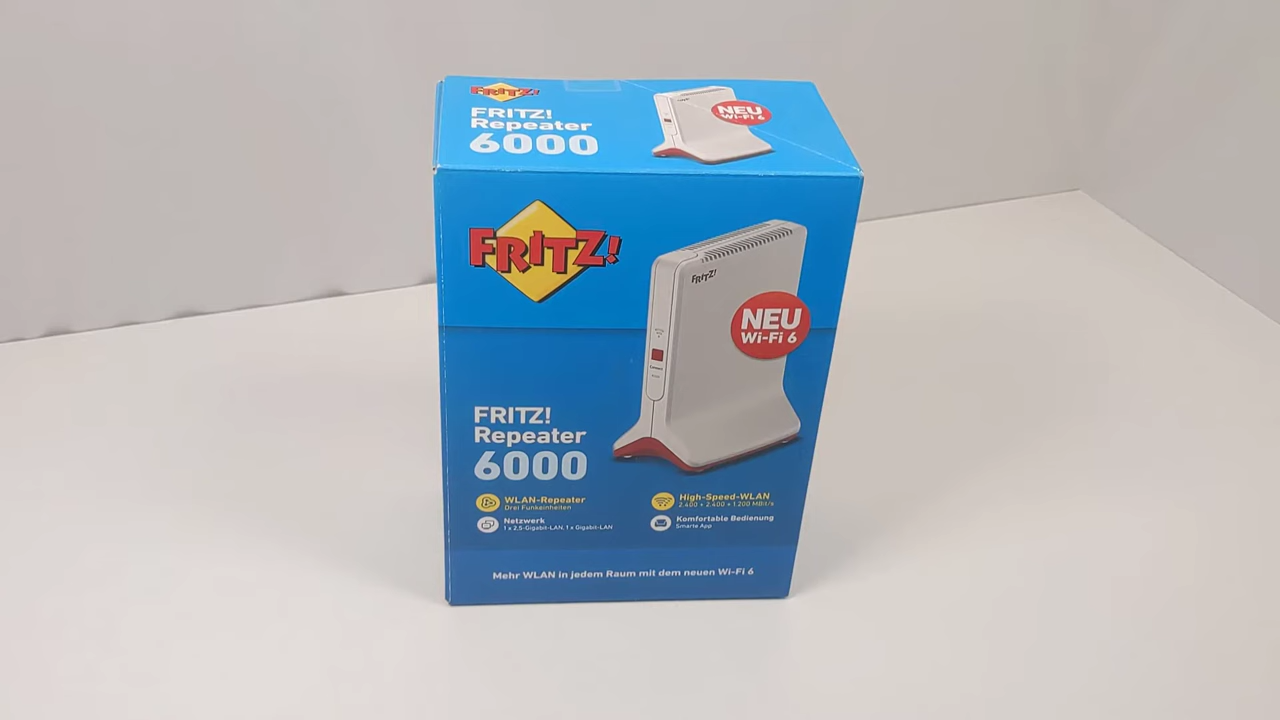 FRITZ!
FRITZ!
Repeater
6000
NEU
Wi-Fi 6
FRITZ!
FRITZ!
NEU
Wi-Fi 6
FRITZ!
Repeater
6000
WLAN-Repeater
Drei Funkeinheiten
High-Speed-WLAN
2.400 + 2.400 + 1.200 MBit/s
Netzwerk
1 x 2,5-Gigabit-LAN, 1 x Gigabit-LAN
Komfortable Bedienung
Smarte App
Mehr WLAN in jedem Raum mit dem neuen Wi-Fi 6